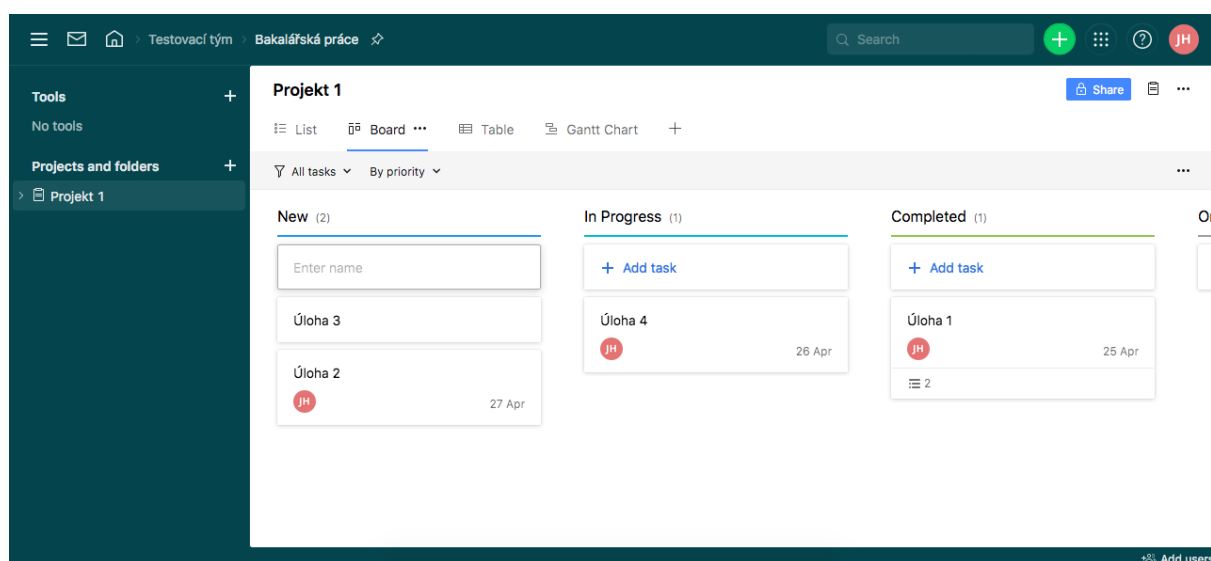 Testovací tým > Bakalářská práce
Search
JH
Tools
No tools
Projects and folders
Projekt 1
Projekt 1
Share
List Board Table Gantt Chart
All tasks By priority
New (2) In Progress (1) Completed (1)
Enter name + Add task + Add task
Úloha 3 Úloha 4 Úloha 1
JH 26 Apr JH 25 Apr
Úloha 2
2
JH 27 Apr
Add users